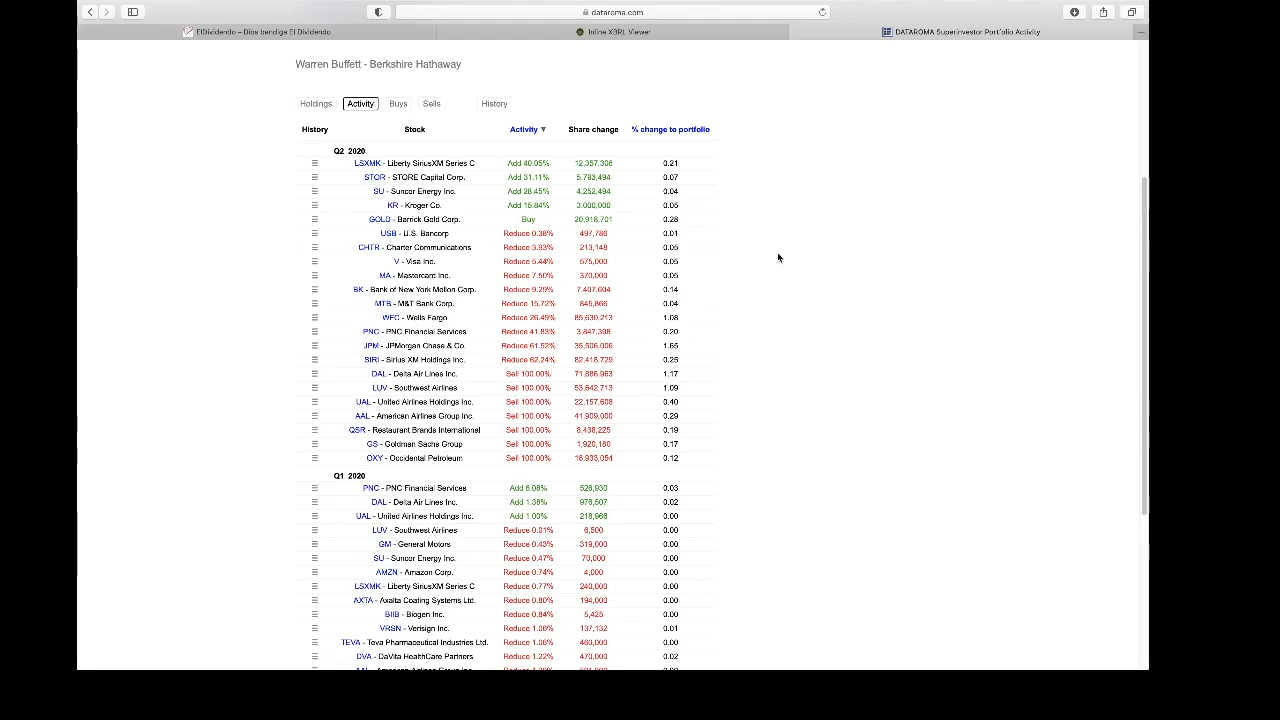 dataroma.com
ElDividendo – Dios bendiga El Dividendo
Inline XBRL Viewer
DATAROMA Superinvestor Portfolio Activity
Warren Buffett - Berkshire Hathaway
Holdings Activity Buys Sells History
History Stock Activity ▼ Share change % change to portfolio
Q2 2020
≡ LSXMK - Liberty SiriusXM Series C Add 40.05% 12,357,306 0.21
≡ STOR - STORE Capital Corp. Add 31.11% 5,793,494 0.07
≡ SU - Suncor Energy Inc. Add 28.45% 4,252,494 0.04
≡ KR - Kroger Co. Add 15.84% 3,000,000 0.05
≡ GOLD - Barrick Gold Corp. Buy 20,918,701 0.28
≡ USB - U.S. Bancorp Reduce 0.38% 497,786 0.01
≡ CHTR - Charter Communications Reduce 3.93% 213,148 0.05
≡ V - Visa Inc. Reduce 5.44% 575,000 0.05
≡ MA - Mastercard Inc. Reduce 7.50% 370,000 0.05
≡ BK - Bank of New York Mellon Corp. Reduce 9.29% 7,407,604 0.14
≡ MTB - M&T Bank Corp. Reduce 15.72% 845,866 0.04
≡ WFC - Wells Fargo Reduce 26.49% 85,630,213 1.08
≡ PNC - PNC Financial Services Reduce 41.83% 3,847,398 0.20
≡ JPM - JPMorgan Chase & Co. Reduce 61.52% 35,506,006 1.65
≡ SIRI - Sirius XM Holdings Inc. Reduce 62.24% 82,418,729 0.25
≡ DAL - Delta Air Lines Inc. Sell 100.00% 71,886,963 1.17
≡ LUV - Southwest Airlines Sell 100.00% 53,642,713 1.09
≡ UAL - United Airlines Holdings Inc. Sell 100.00% 22,157,608 0.40
≡ AAL - American Airlines Group Inc. Sell 100.00% 41,909,000 0.29
≡ QSR - Restaurant Brands International Sell 100.00% 8,438,225 0.19
≡ GS - Goldman Sachs Group Sell 100.00% 1,920,180 0.17
≡ OXY - Occidental Petroleum Sell 100.00% 18,933,054 0.12
Q1 2020
≡ PNC - PNC Financial Services Add 6.08% 526,930 0.03
≡ DAL - Delta Air Lines Inc. Add 1.38% 976,507 0.02
≡ UAL - United Airlines Holdings Inc. Add 1.00% 218,966 0.00
≡ LUV - Southwest Airlines Reduce 0.01% 6,500 0.00
≡ GM - General Motors Reduce 0.43% 319,000 0.00
≡ SU - Suncor Energy Inc. Reduce 0.47% 70,000 0.00
≡ AMZN - Amazon Corp. Reduce 0.74% 4,000 0.00
≡ LSXMK - Liberty SiriusXM Series C Reduce 0.77% 240,000 0.00
≡ AXTA - Axalta Coating Systems Ltd. Reduce 0.80% 194,000 0.00
≡ BIIB - Biogen Inc. Reduce 0.84% 5,425 0.00
≡ VRSN - Verisign Inc. Reduce 1.06% 137,132 0.01
≡ TEVA - Teva Pharmaceutical Industries Ltd. Reduce 1.06% 460,000 0.00
≡ DVA - DaVita HealthCare Partners Reduce 1.22% 470,000 0.02